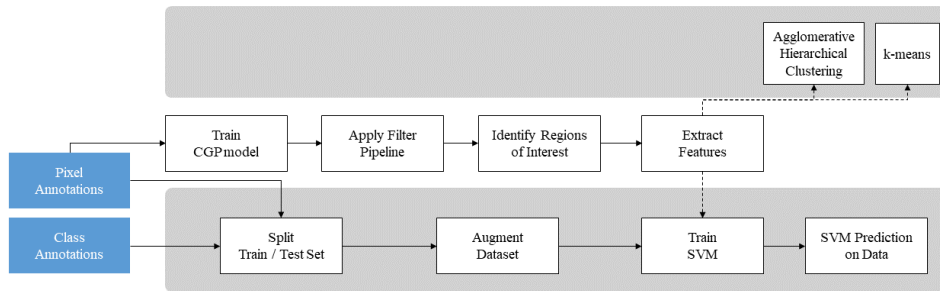 Agglomerative
Hierarchical
Clustering
k-means
Train
CGP model
Apply Filter
Pipeline
Identify Regions
of Interest
Extract
Features
Pixel
Annotations
Class
Annotations
Split
Train / Test Set
Augment
Dataset
Train
SVM
SVM Prediction
on Data